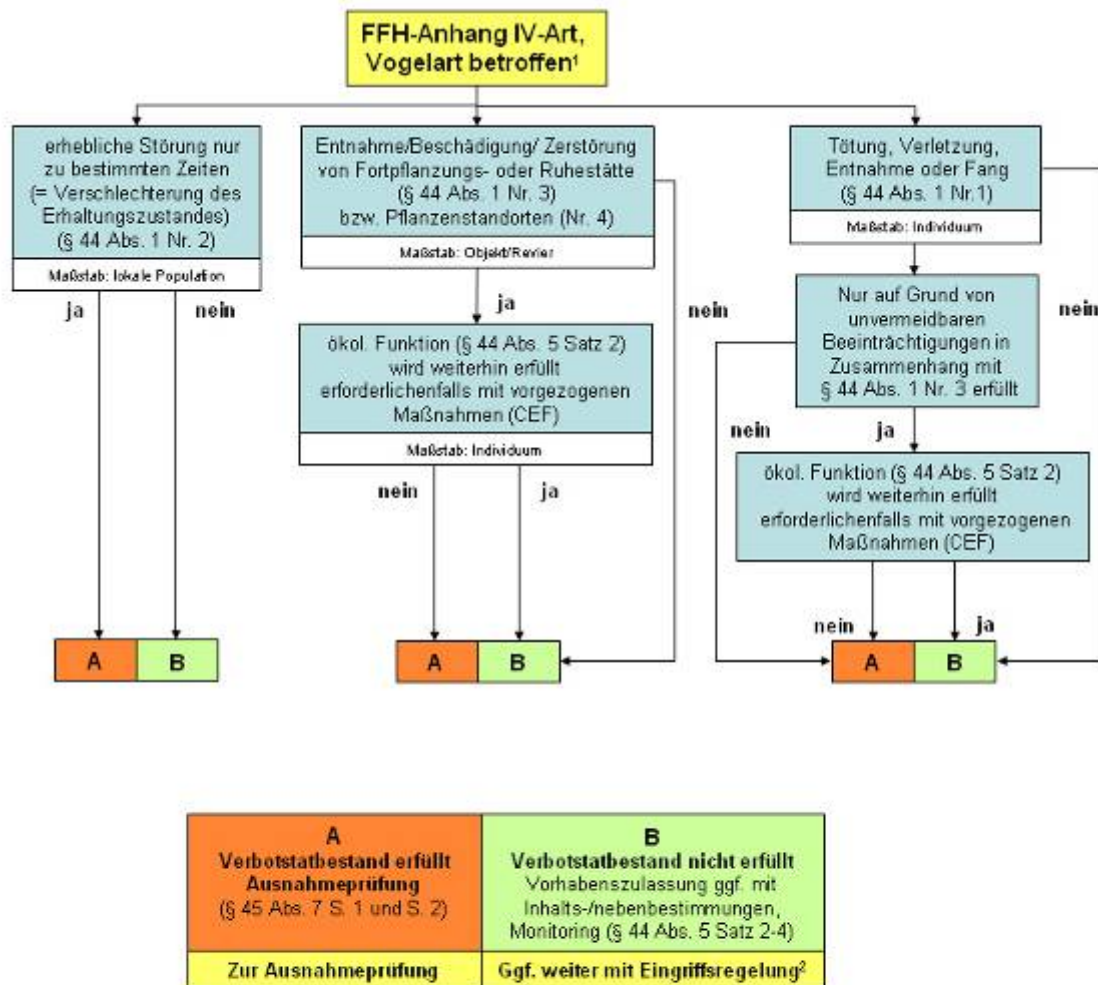 FFH-Anhang IV-Art,
Vogelart betroffen¹
erhebliche Störung nur
zu bestimmten Zeiten
(= Verschlechterung des
Erhaltungszustandes)
(§ 44 Abs. 1 Nr. 2)
Maßstab: lokale Population
ja
nein
A
B
Entnahme/Beschädigung/ Zerstörung
von Fortpflanzungs- oder Ruhestätte
(§ 44 Abs. 1 Nr. 3)
bzw. Pflanzenstandorten (Nr. 4)
Maßstab: Objekt/Revier
ja
nein
ökol. Funktion (§ 44 Abs. 5 Satz 2)
wird weiterhin erfüllt
erforderlichenfalls mit vorgezogenen
Maßnahmen (CEF)
Maßstab: Individuum
nein
ja
A
B
Tötung, Verletzung,
Entnahme oder Fang
(§ 44 Abs. 1 Nr.1)
Maßstab: Individuum
nein
Nur auf Grund von
unvermeidbaren
Beeinträchtigungen in
Zusammenhang mit
§ 44 Abs. 1 Nr. 3 erfüllt
nein
ja
ökol. Funktion (§ 44 Abs. 5 Satz 2)
wird weiterhin erfüllt
erforderlichenfalls mit vorgezogenen
Maßnahmen (CEF)
nein
ja
A
B
A
Verbotstatbestand erfüllt
Ausnahmeprüfung
(§ 45 Abs. 7 S. 1 und S. 2)
Zur Ausnahmeprüfung
B
Verbotstatbestand nicht erfüllt
Vorhabenszulassung ggf. mit
Inhalts-/nebenbestimmungen,
Monitoring (§ 44 Abs. 5 Satz 2-4)
Ggf. weiter mit Eingriffsregelung²